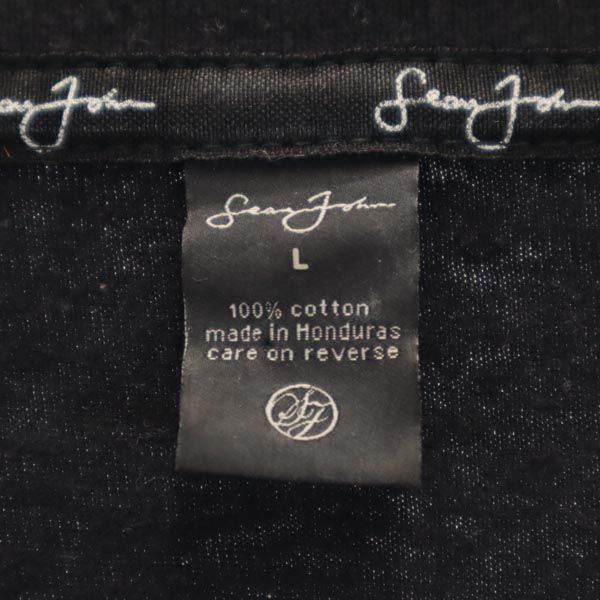 Sean John
Sean John
Sean John
L
100% cotton
made in Honduras
care on reverse
SJ